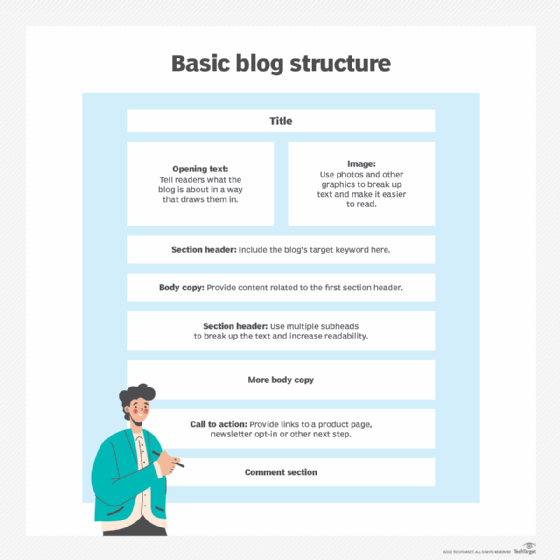 Basic blog structure
Title
Opening text:
Tell readers what the
blog is about in a way
that draws them in.
Image:
Use photos and other
graphics to break up
text and make it easier
to read.
Section header: Include the blog's target keyword here.
Body copy: Provide content related to the first section header.
Section header: Use multiple subheads
to break up the text and increase readability.
More body copy
Call to action: Provide links to a product page,
newsletter opt-in or other next step.
Comment section
TechTarget